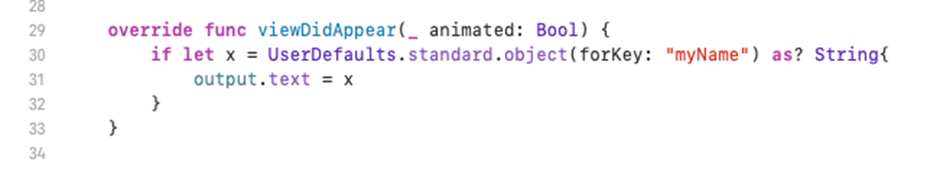 28
29 override func viewDidAppear(_ animated: Bool) {
30 if let x = UserDefaults.standard.object(forKey: "myName") as? String{
31 output.text = x
32 }
33 }
34